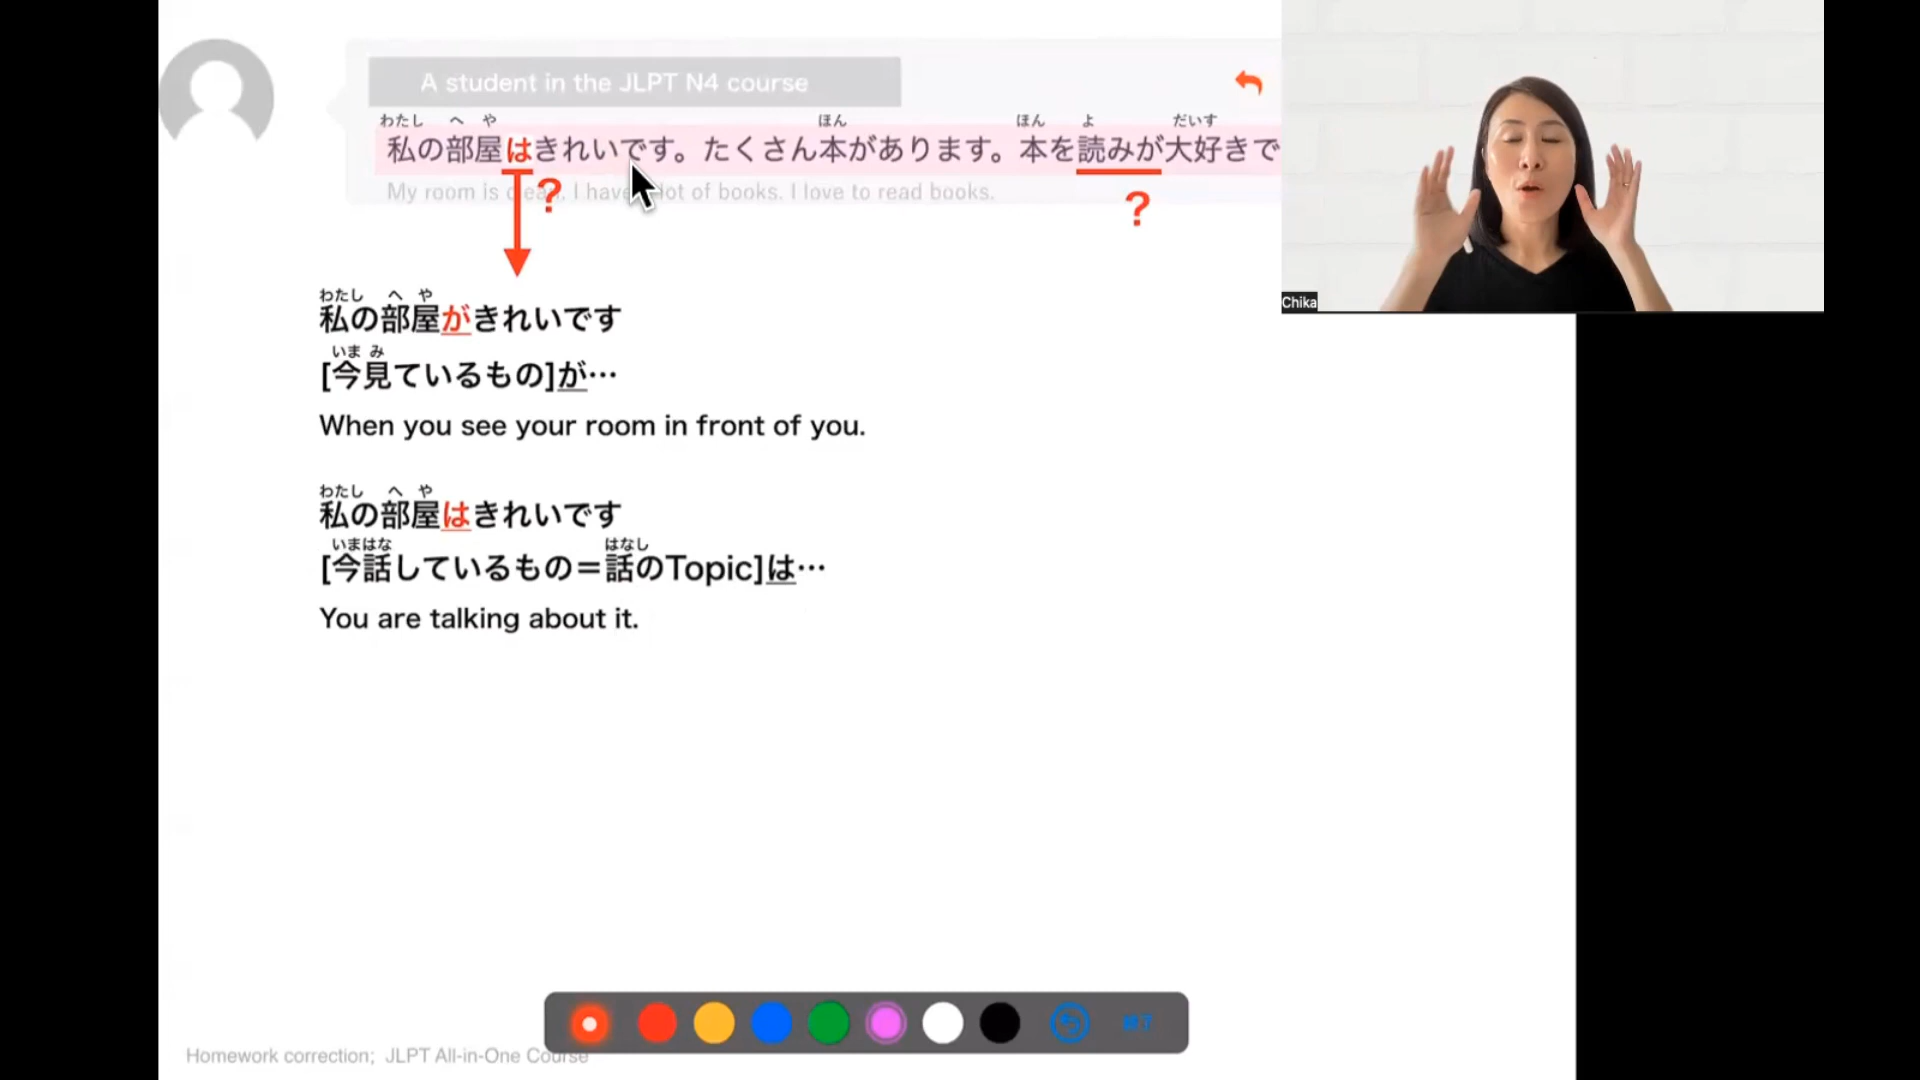 A student in the JLPT N4 course
わたし へや ほん ほん よ だいす
私の部屋はきれいです。たくさん本があります。本を読みが大好きで
My room is clean. I have lot of books. I love to read books.
? ?
わたし へや
私の部屋がきれいです
いま み
[今見ているもの]が…
When you see your room in front of you.
わたし へや
私の部屋はきれいです
いまはな はなし
[今話しているもの＝話のTopic]は…
You are talking about it.
Chika
終了
Homework correction; JLPT All-in-One Course